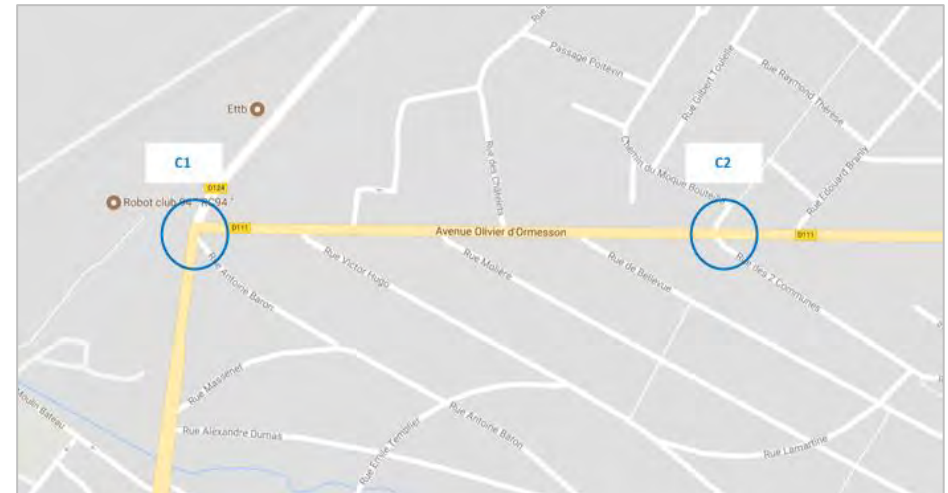 Passage Poitevin
Rue Gilbert Toutelle
Rue Raymond Thérèse
Ettb
Rue des Châtelets
Chemin du Moque Bouteille
Rue Edouard Branly
C1
C2
D124
Robot club 94 - RC94
D111
Avenue Olivier d'Ormesson
D111
Rue Antoine Baron
Rue Victor Hugo
Rue Molière
Rue de Bellevue
Rue des 2 Communes
Rue Massenet
Moulin Bateau
Rue Alexandre Dumas
Rue Emile Templier
Rue Antoine Baron
Rue Lamartine